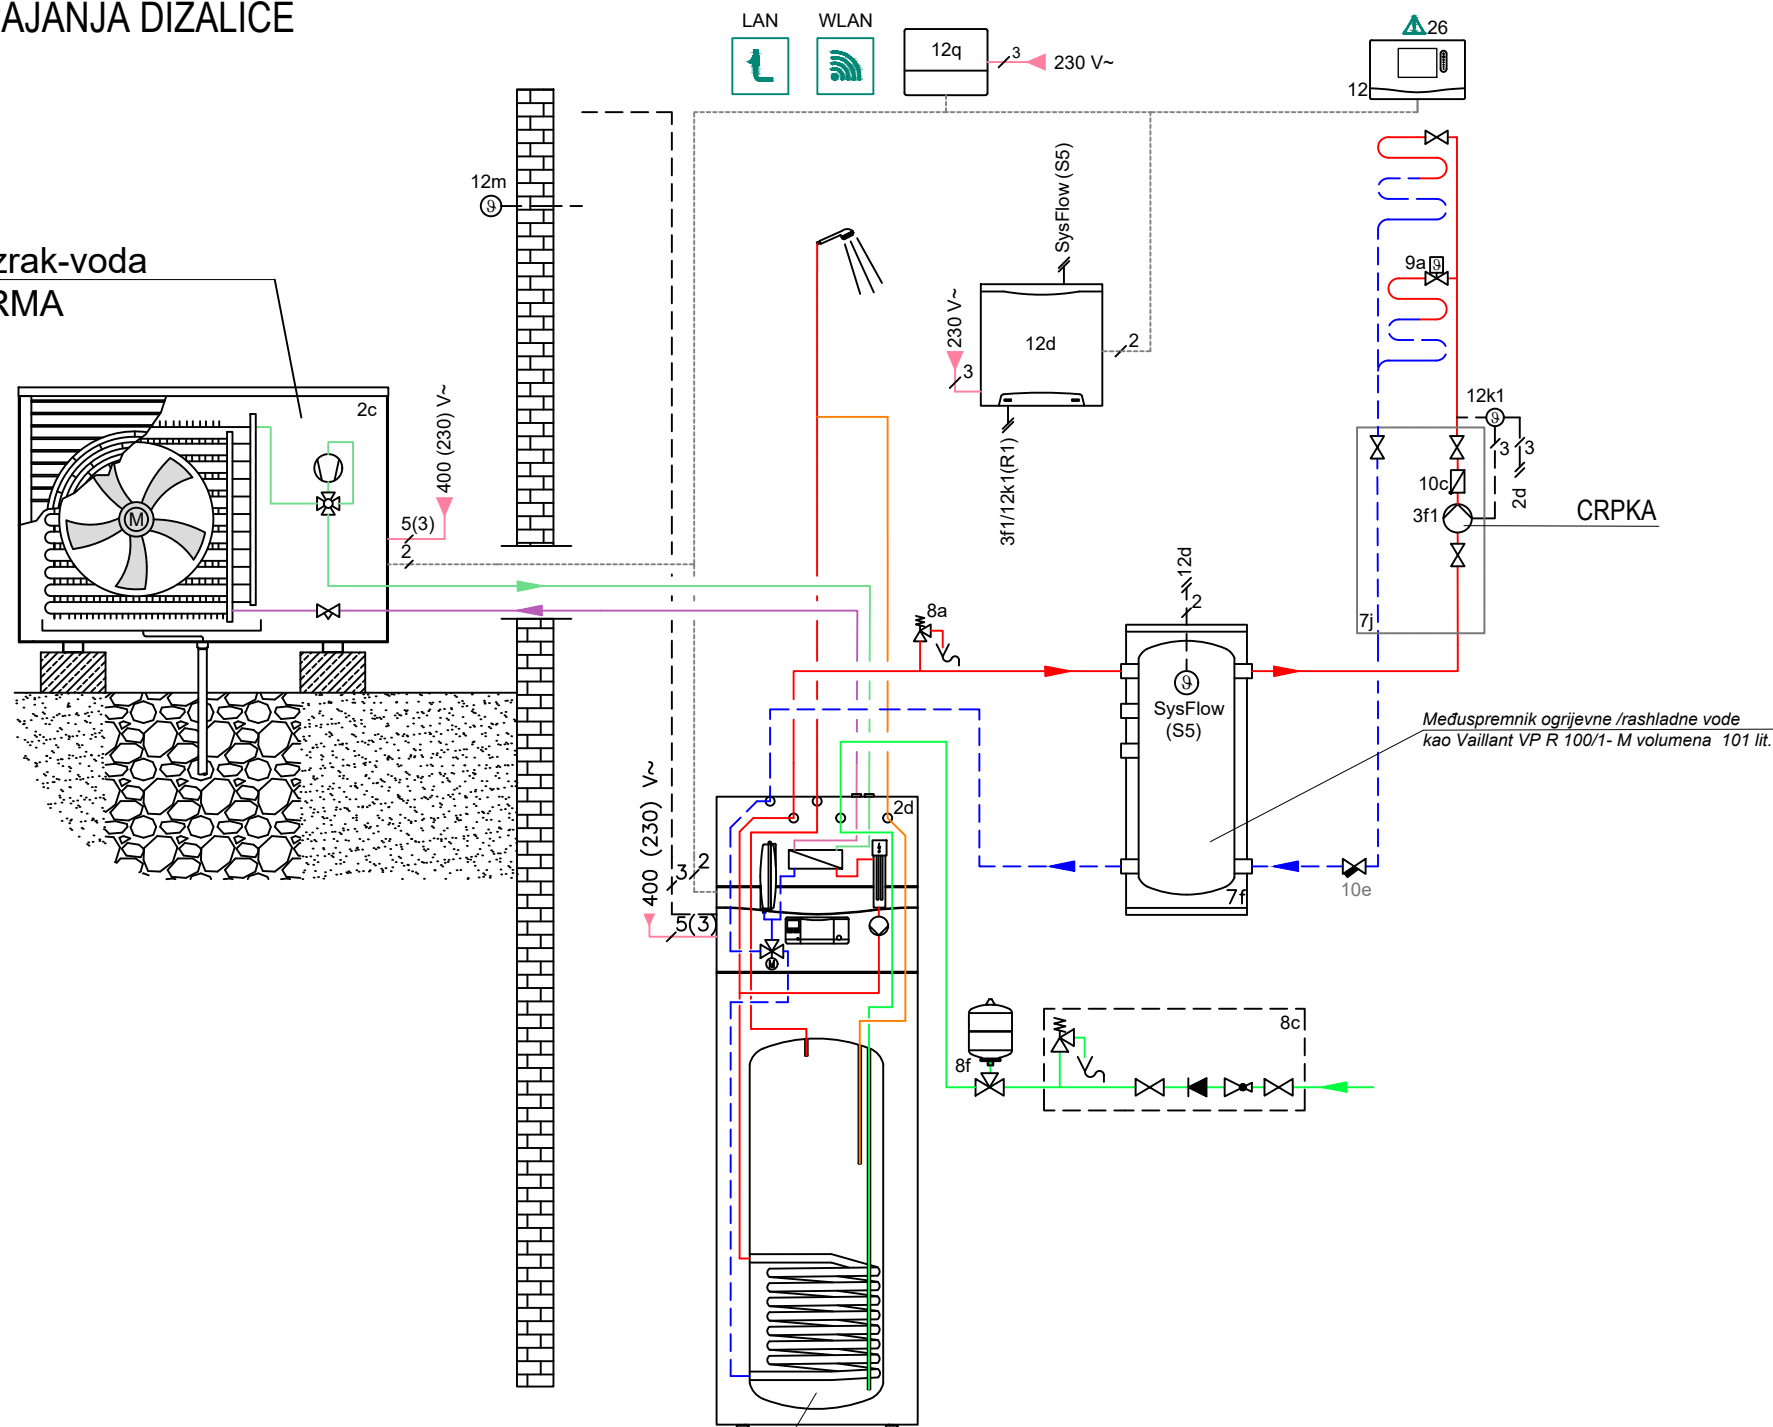 AJANJA DIZALICE
LAN
WLAN
12q
3
230 V~
26
12
12m
SysFlow (S5)
zrak-voda
RMA
9a
230 V~
3
12d
2
2c
400 (230) V~
5(3)
2
12k1
3
3
10c
2d
3f1
CRPKA
3f1/12k1(R1)
12d
2
8a
7j
SysFlow
(S5)
Međuspremnik ogrijevne /rashladne vode
kao Vaillant VP R 100/1- M volumena 101 lit.
2d
400 (230) V~
3
2
5(3)
7f
10e
M
M
8f
8c